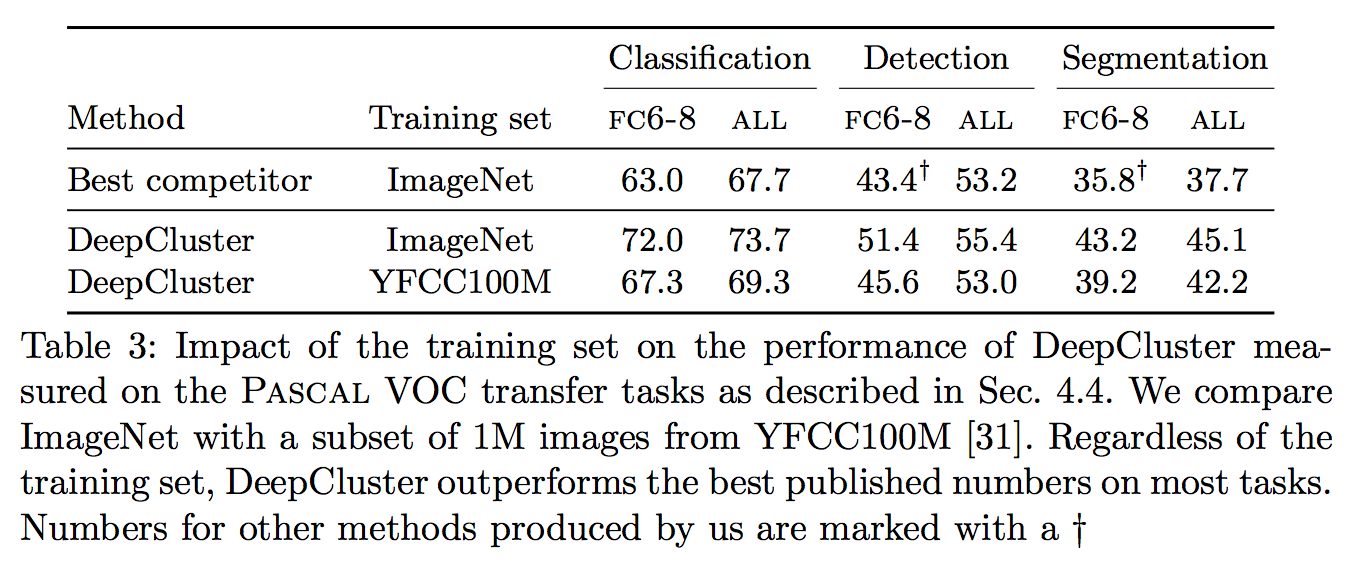 Classification Detection Segmentation
Method Training set FC6-8 ALL FC6-8 ALL FC6-8 ALL
Best competitor ImageNet 63.0 67.7 43.4† 53.2 35.8† 37.7
DeepCluster ImageNet 72.0 73.7 51.4 55.4 43.2 45.1
DeepCluster YFCC100M 67.3 69.3 45.6 53.0 39.2 42.2
Table 3: Impact of the training set on the performance of DeepCluster mea-
sured on the PASCAL VOC transfer tasks as described in Sec. 4.4. We compare
ImageNet with a subset of 1M images from YFCC100M [31]. Regardless of the
training set, DeepCluster outperforms the best published numbers on most tasks.
Numbers for other methods produced by us are marked with a †